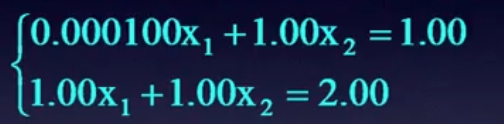 0.000100x₁ + 1.00x₂ = 1.00
1.00x₁ + 1.00x₂ = 2.00